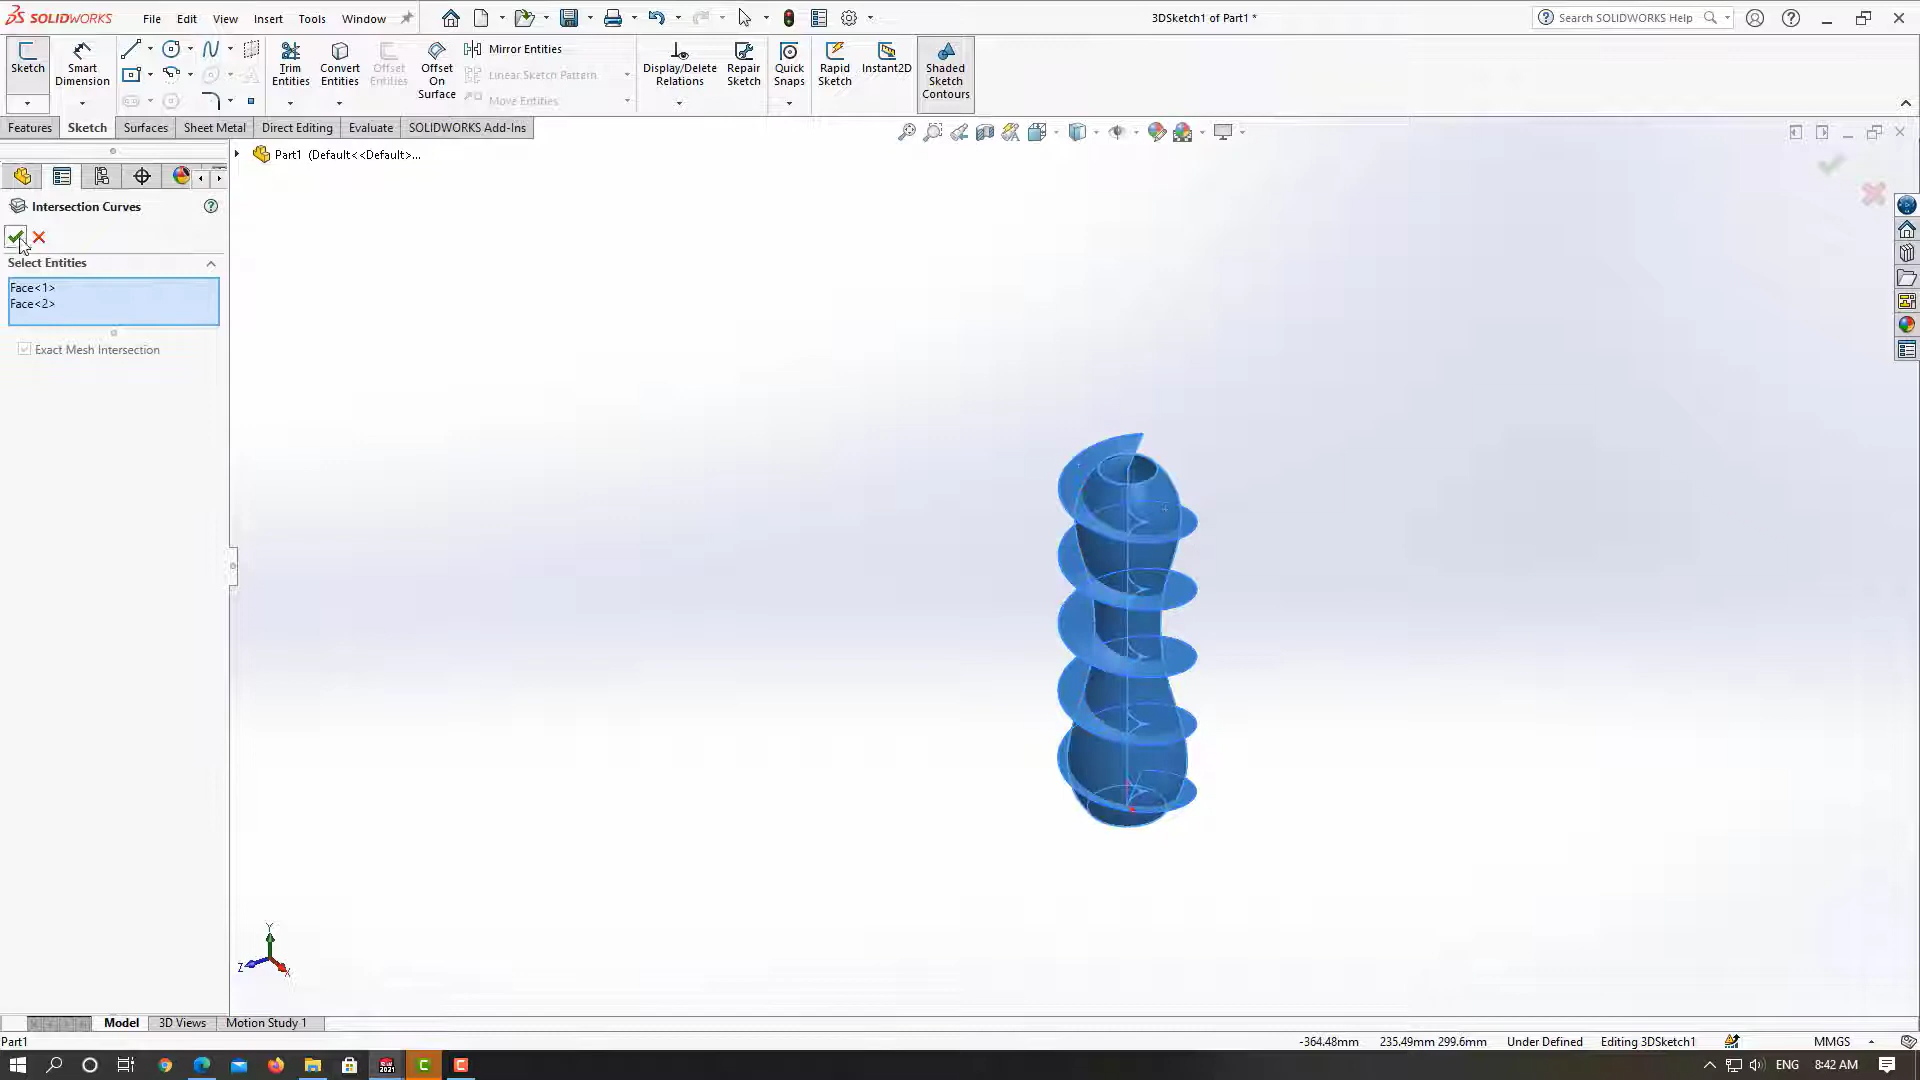 SOLIDWORKS File Edit View Insert Tools Window 3DSketch1 of Part1 * Search SOLIDWORKS Help
Sketch
Smart Dimension
Trim Entities
Convert Entities
Offset Entities
Offset On Surface
Mirror Entities
Linear Sketch Pattern
Move Entities
Display/Delete Relations
Repair Sketch
Quick Snaps
Rapid Sketch
Instant2D
Shaded Sketch Contours
Features Sketch Surfaces Sheet Metal Direct Editing Evaluate SOLIDWORKS Add-Ins
Part1 (Default<<Default>...
Intersection Curves
Select Entities
Face<1>
Face<2>
Exact Mesh Intersection
Y
Z
X
Model 3D Views Motion Study 1
Part1 -364.48mm 235.49mm 299.6mm Under Defined Editing 3DSketch1 MMGS
2021 C C ENG 8:42 AM